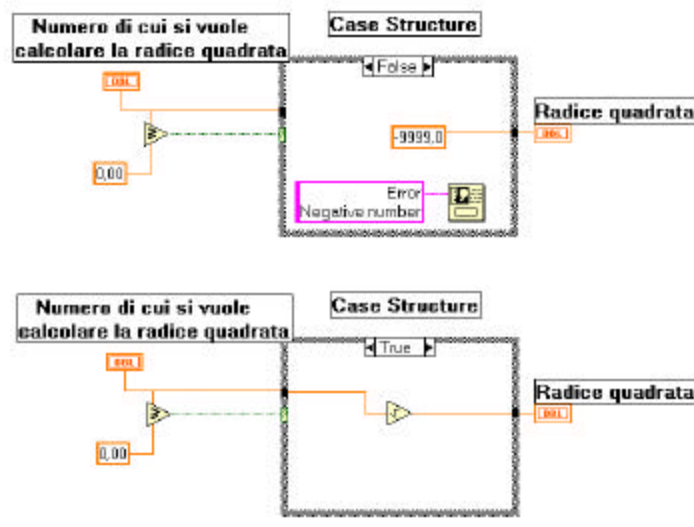 Numero di cui si vuole
calcolare la radice quadrata
Case Structure
False
DBL
0,00
-9999,0
Radice quadrata
DBL
Error
Negative number
Numero di cui si vuole
calcolare la radice quadrata
Case Structure
True
DBL
0,00
Radice quadrata
DBL